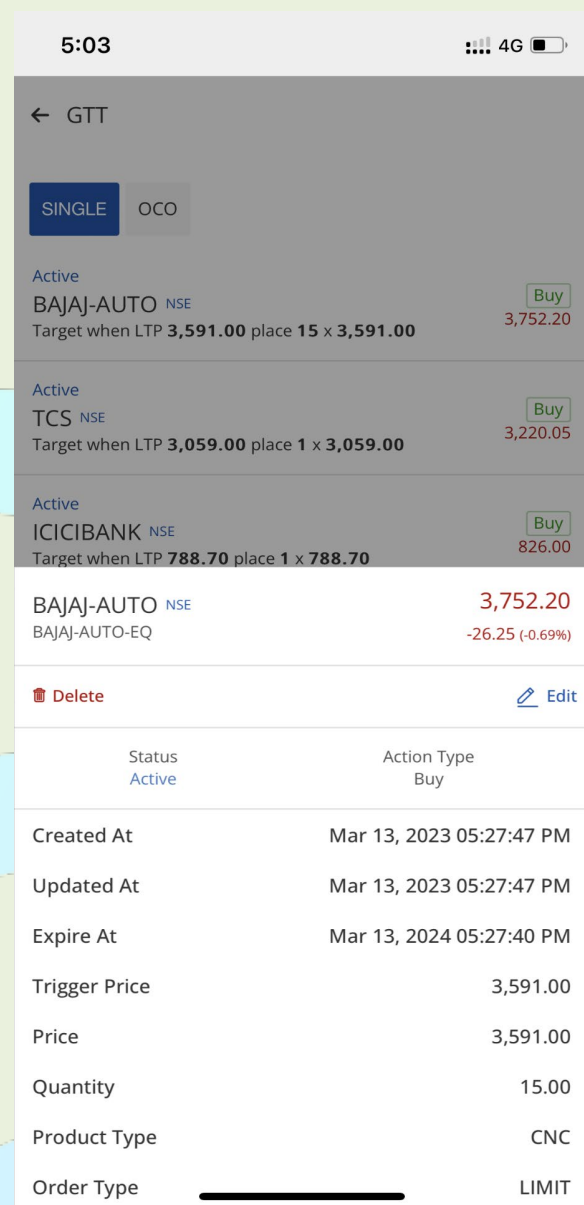 5:03 4G
← GTT
SINGLE OCO
Active
BAJAJ-AUTO NSE Buy
Target when LTP 3,591.00 place 15 x 3,591.00 3,752.20
Active
TCS NSE Buy
Target when LTP 3,059.00 place 1 x 3,059.00 3,220.05
Active
ICICIBANK NSE Buy
Target when LTP 788.70 place 1 x 788.70 826.00
BAJAJ-AUTO NSE 3,752.20
BAJAJ-AUTO-EQ -26.25 (-0.69%)
Delete Edit
Status Action Type
Active Buy
Created At Mar 13, 2023 05:27:47 PM
Updated At Mar 13, 2023 05:27:47 PM
Expire At Mar 13, 2024 05:27:40 PM
Trigger Price 3,591.00
Price 3,591.00
Quantity 15.00
Product Type CNC
Order Type LIMIT